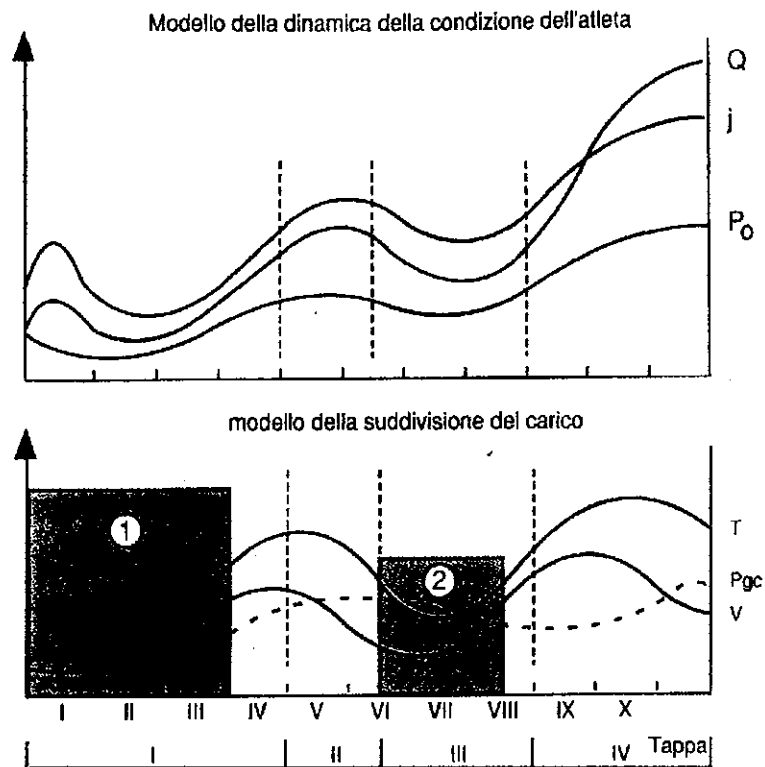 Modello della dinamica della condizione dell'atleta
Q
j
Po
modello della suddivisione del carico
1
2
T
Pgc
V
I II III IV V VI VII VIII IX X
I II III IV Tappa